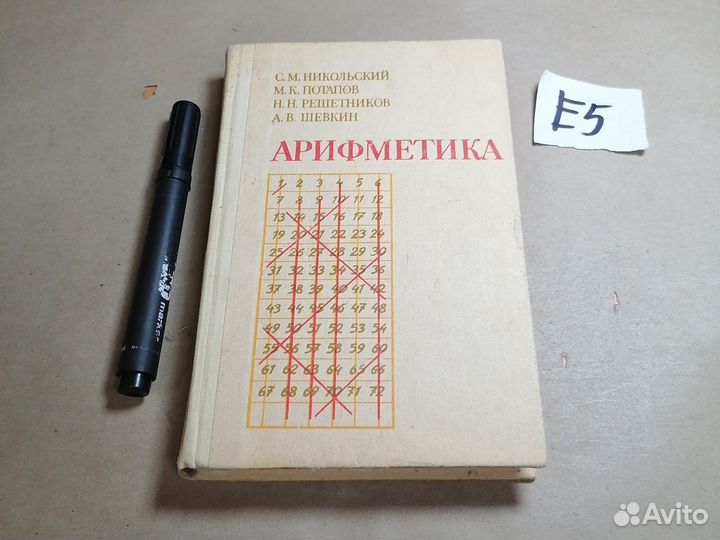 С. М. НИКОЛЬСКИЙ
М. К. ПОТАПОВ
Н. Н. РЕШЕТНИКОВ
А. В. ШЕВКИН
АРИФМЕТИКА
1 2 3 4 5 6
7 8 9 10 11 12
13 14 15 16 17 18
19 20 21 22 23 24
25 26 27 28 29 30
31 32 33 34 35 36
37 38 39 40 41 42
43 44 45 46 47 48
49 50 51 52 53 54
55 56 57 58 59 60
61 62 63 64 65 66
67 68 69 70 71 72
E5
Avito